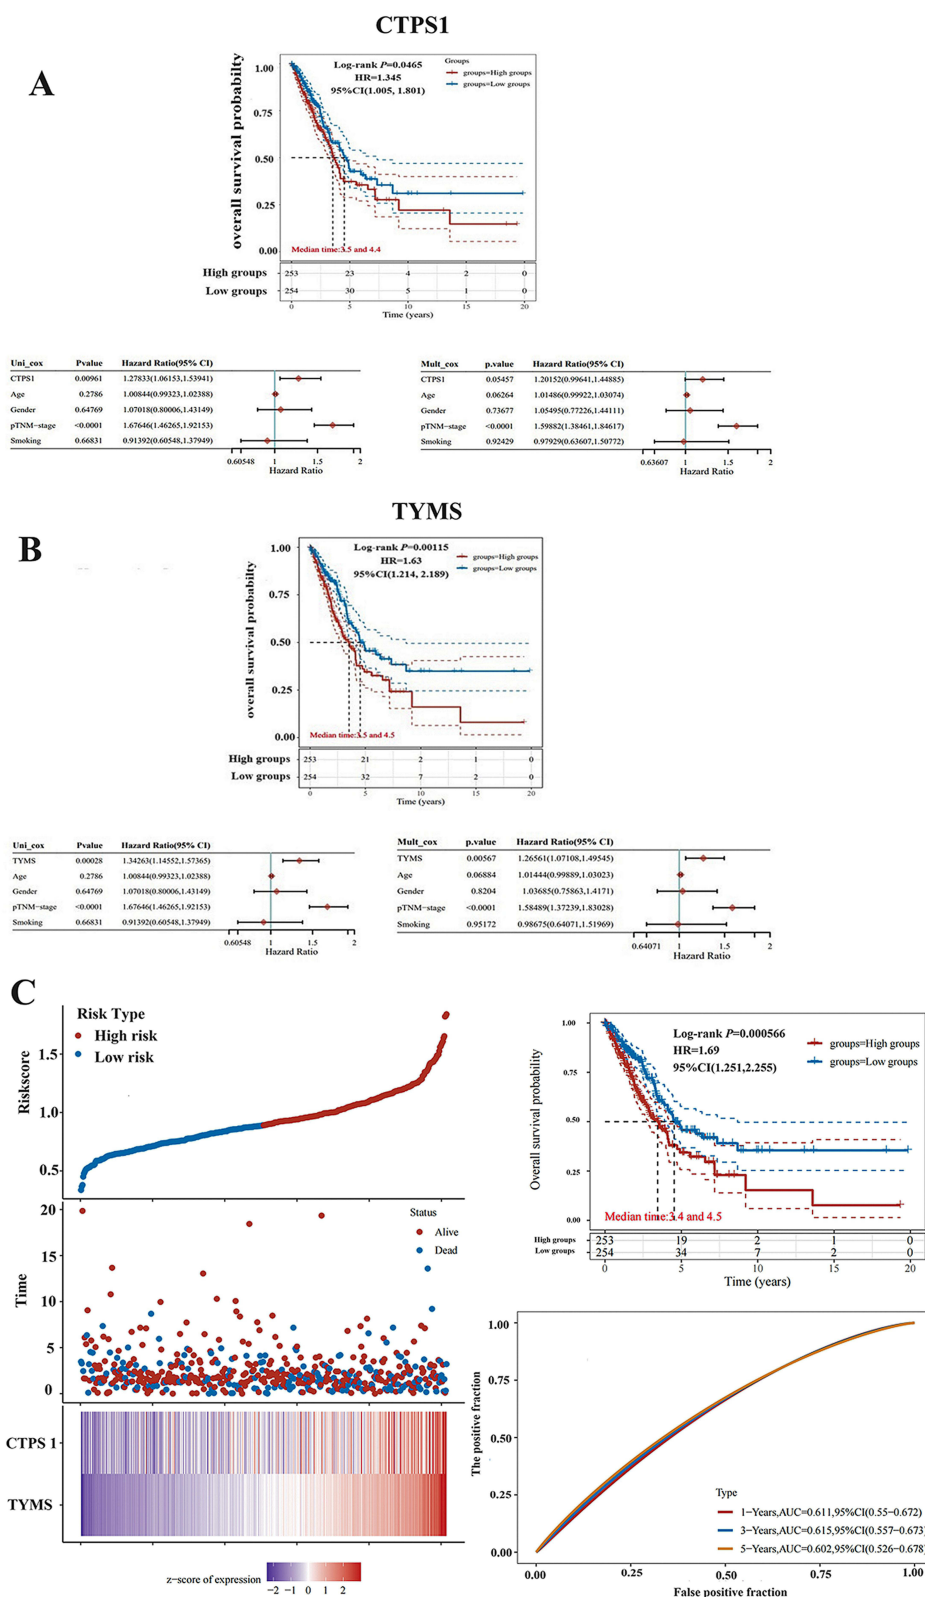 CTPS1
A
Log-rank P=0.0465
HR=1.345
95%CI(1.005, 1.801)
Groups
groups=High groups
groups=Low groups
overall survival probabilty
1.00
0.75
0.50
0.25
0.00
Median time:3.5 and 4.4
High groups 253 23 4 2 0
Low groups 254 30 5 1 0
0 5 10 15 20
Time (years)
Uni_cox Pvalue Hazard Ratio(95% CI)
CTPS1 0.00961 1.27833(1.06153,1.53941)
Age 0.2786 1.00844(0.99323,1.02388)
Gender 0.64769 1.07018(0.80006,1.43149)
pTNM-stage <0.0001 1.67646(1.46265,1.92153)
Smoking 0.66831 0.91392(0.60548,1.37949)
0.60548 1 1.5 2
Hazard Ratio
Mult_cox p.value Hazard Ratio(95% CI)
CTPS1 0.05457 1.20152(0.99641,1.44885)
Age 0.06264 1.01486(0.99922,1.03074)
Gender 0.73677 1.05495(0.77226,1.44111)
pTNM-stage <0.0001 1.59882(1.38461,1.84617)
Smoking 0.92429 0.97929(0.63607,1.50772)
0.63607 1 1.5 2
Hazard Ratio
TYMS
B
Log-rank P=0.00115
HR=1.63
95%CI(1.214, 2.189)
groups=High groups
groups=Low groups
overall survival probabilty
1.00
0.75
0.50
0.25
0.00
Median time:3.5 and 4.5
High groups 253 21 2 1 0
Low groups 254 32 7 2 0
0 5 10 15 20
Time (years)
Uni_cox Pvalue Hazard Ratio(95% CI)
TYMS 0.00028 1.34263(1.14552,1.57365)
Age 0.2786 1.00844(0.99323,1.02388)
Gender 0.64769 1.07018(0.80006,1.43149)
pTNM-stage <0.0001 1.67646(1.46265,1.92153)
Smoking 0.66831 0.91392(0.60548,1.37949)
0.60548 1 1.5 2
Hazard Ratio
Mult_cox p.value Hazard Ratio(95% CI)
TYMS 0.00567 1.26561(1.07108,1.49545)
Age 0.06884 1.01444(0.99889,1.03023)
Gender 0.8204 1.03685(0.75863,1.4171)
pTNM-stage <0.0001 1.58489(1.37239,1.83028)
Smoking 0.95172 0.98675(0.64071,1.51969)
0.64071 1 1.5 2
Hazard Ratio
C
Risk Type
High risk
Low risk
Riskscore
1.5
1.0
0.5
Status
Alive
Dead
Time
20
15
10
5
0
CTPS 1
TYMS
z-score of expression
−2 −1 0 1 2
Log-rank P=0.000566
HR=1.69
95%CI(1.251,2.255)
groups=High groups
groups=Low groups
Overall survival probability
1.00
0.75
0.50
0.25
0.00
Median time:3.4 and 4.5
High groups 253 19 2 1 0
Low groups 254 34 7 2 0
0 5 10 15 20
Time (years)
The positive fraction
1.00
0.75
0.50
0.25
0.00
Type
1−Years,AUC=0.611,95%CI(0.55−0.672)
3−Years,AUC=0.615,95%CI(0.557−0.673)
5−Years,AUC=0.602,95%CI(0.526−0.678)
0.00 0.25 0.50 0.75 1.00
False positive fraction